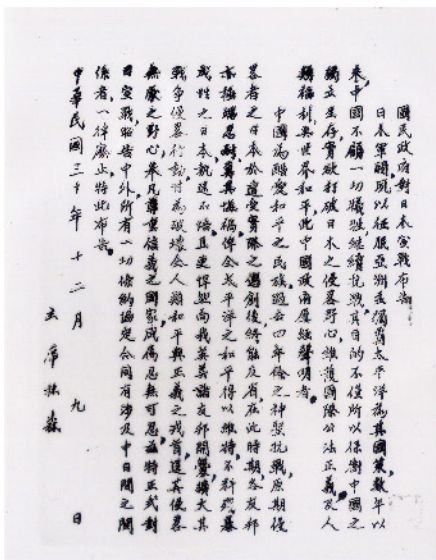 國民政府對日本宣戰布告
日本軍閥夙以征服亞洲並獨霸太平洋為其國策數年以
來中國不顧一切犧牲繼續抗戰其目的不僅所以保衛中國之
獨立生存實欲打破日本之侵略野心維護國際公法正義及人
類福利與世界和平此中國政府屢經聲明者
中國為酷愛和平之民族過去四年餘之神聖抗戰原期侵
略者之日本於遭受實際之懲創後終能反省在此時期各友邦
亦極端忍耐冀其悔禍俾全太平洋之和平得以維持不料殘暴
成性之日本執迷不悟且更悍然向我英美諸友邦開釁擴大其
戰爭侵略行動甘為破壞全人類和平與正義之戎首逞其侵略
無厭之野心舉凡尊重信義之國家咸屬忍無可忍茲特正式對
日宣戰昭告中外所有一切條約協定合同有涉及中日間之關
係者一律廢止特此布告
中華民國三十年十二月九日
主席林森